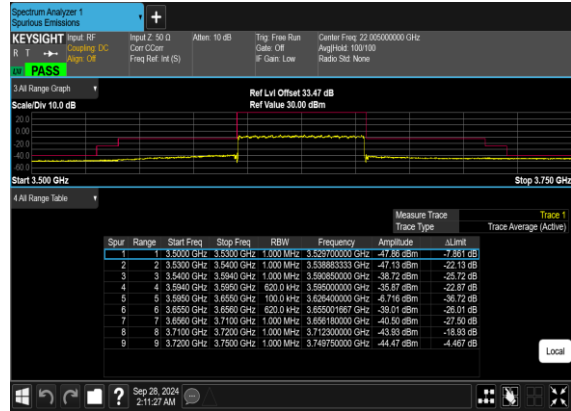 Spectrum Analyzer 1
Spurious Emissions
KEYSIGHT
R T
LXI
PASS
Input: RF
Coupling: DC
Align: Off
Input Z: 50 Ω
Corr CCorr
Freq Ref: Int (S)
Atten: 10 dB
Trig: Free Run
Gate: Off
IF Gain: Low
Center Freq: 22.005000000 GHz
Avg|Hold: 100/100
Radio Std: None
3 All Range Graph
Ref Lvl Offset 33.47 dB
Scale/Div 10.0 dB
Ref Value 30.00 dBm
20.0
0.00
-20.0
-40.0
-60.0
Start 3.500 GHz
Stop 3.750 GHz
4 All Range Table
Measure Trace Trace 1
Trace Type Trace Average (Active)
Spur Range Start Freq Stop Freq RBW Frequency Amplitude ΔLimit
1 1 3.5000 GHz 3.5300 GHz 1.000 MHz 3.529700000 GHz -47.86 dBm -7.861 dB
2 2 3.5300 GHz 3.5400 GHz 1.000 MHz 3.538883333 GHz -47.13 dBm -22.13 dB
3 3 3.5400 GHz 3.5940 GHz 1.000 MHz 3.590850000 GHz -38.72 dBm -25.72 dB
4 4 3.5940 GHz 3.5950 GHz 620.0 kHz 3.595000000 GHz -35.87 dBm -22.87 dB
5 5 3.5950 GHz 3.6550 GHz 100.0 kHz 3.626400000 GHz -6.716 dBm -36.72 dB
6 6 3.6550 GHz 3.6560 GHz 620.0 kHz 3.655001667 GHz -39.01 dBm -26.01 dB
7 7 3.6560 GHz 3.7100 GHz 1.000 MHz 3.656180000 GHz -40.50 dBm -27.50 dB
8 8 3.7100 GHz 3.7200 GHz 1.000 MHz 3.712300000 GHz -43.93 dBm -18.93 dB
9 9 3.7200 GHz 3.7500 GHz 1.000 MHz 3.749750000 GHz -44.47 dBm -4.467 dB
Local
?
Sep 28, 2024
2:11:27 AM